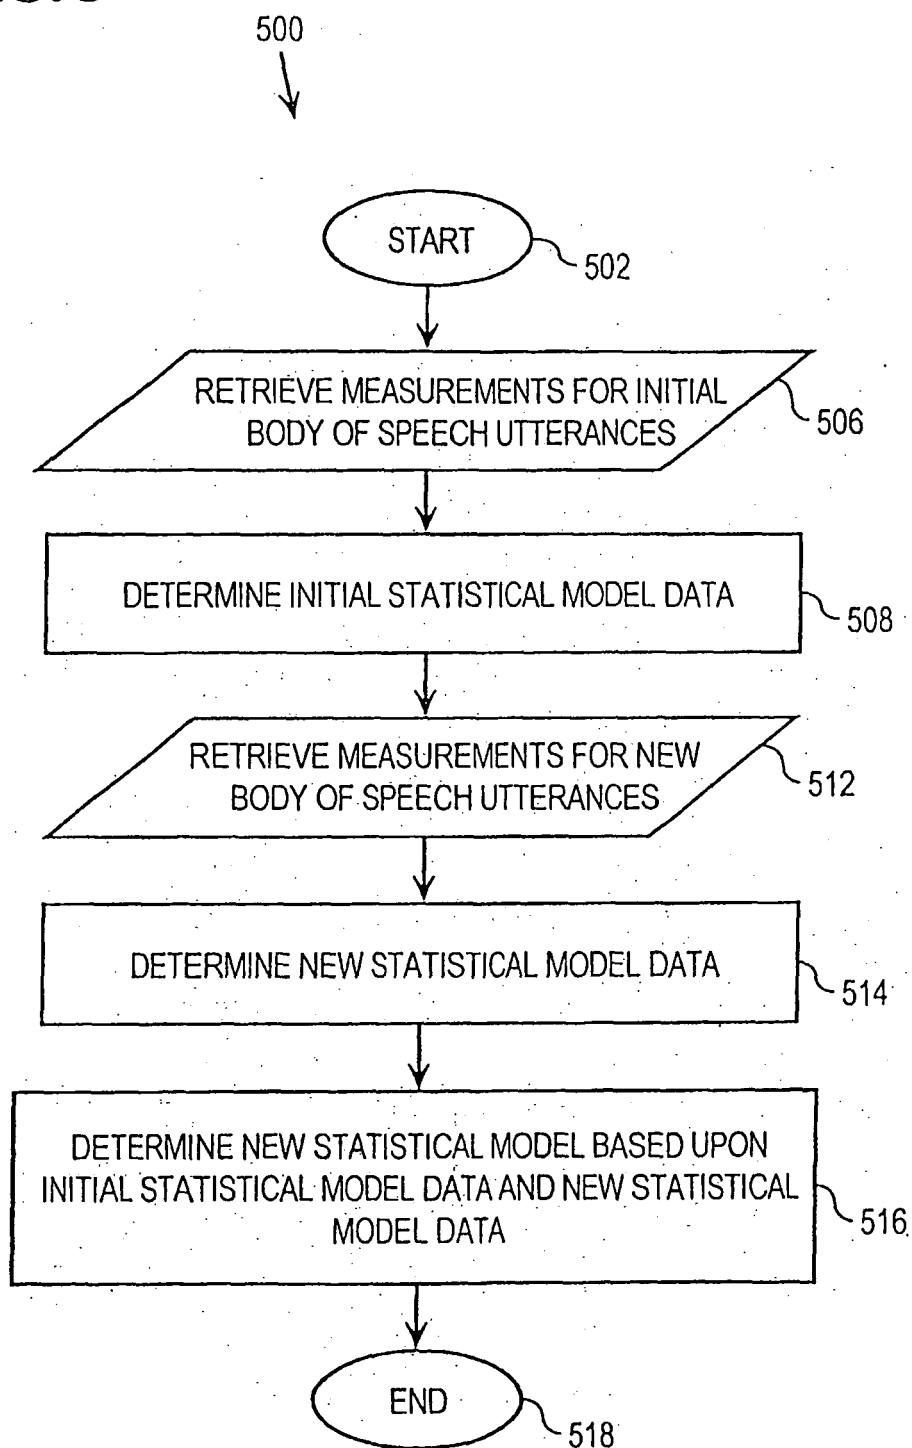 500
START
502
RETRIEVE MEASUREMENTS FOR INITIAL
BODY OF SPEECH UTTERANCES
506
DETERMINE INITIAL STATISTICAL MODEL DATA
508
RETRIEVE MEASUREMENTS FOR NEW
BODY OF SPEECH UTTERANCES
512
DETERMINE NEW STATISTICAL MODEL DATA
514
DETERMINE NEW STATISTICAL MODEL BASED UPON
INITIAL STATISTICAL MODEL DATA AND NEW STATISTICAL
MODEL DATA
516
END
518